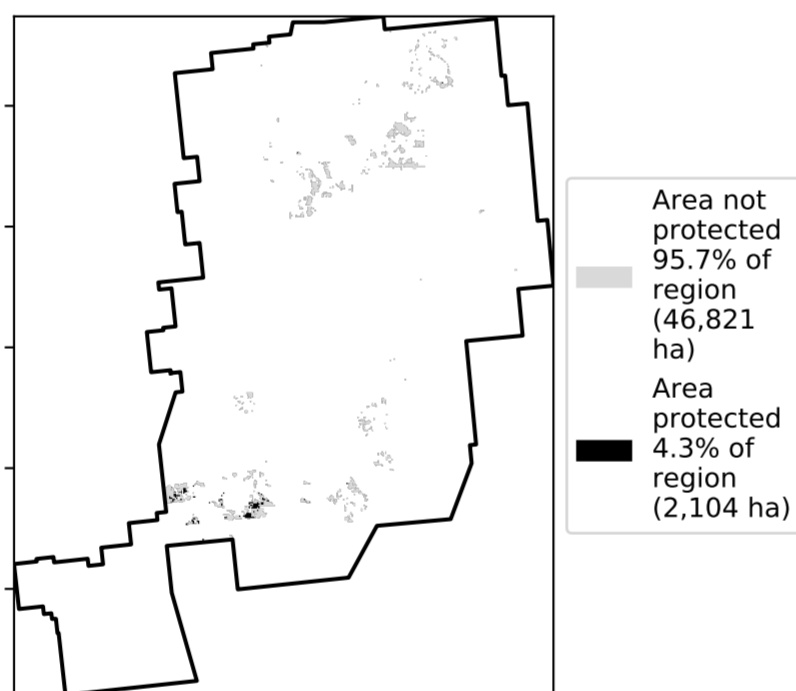 Area not
protected
95.7% of
region
(46,821
ha)
Area
protected
4.3% of
region
(2,104 ha)